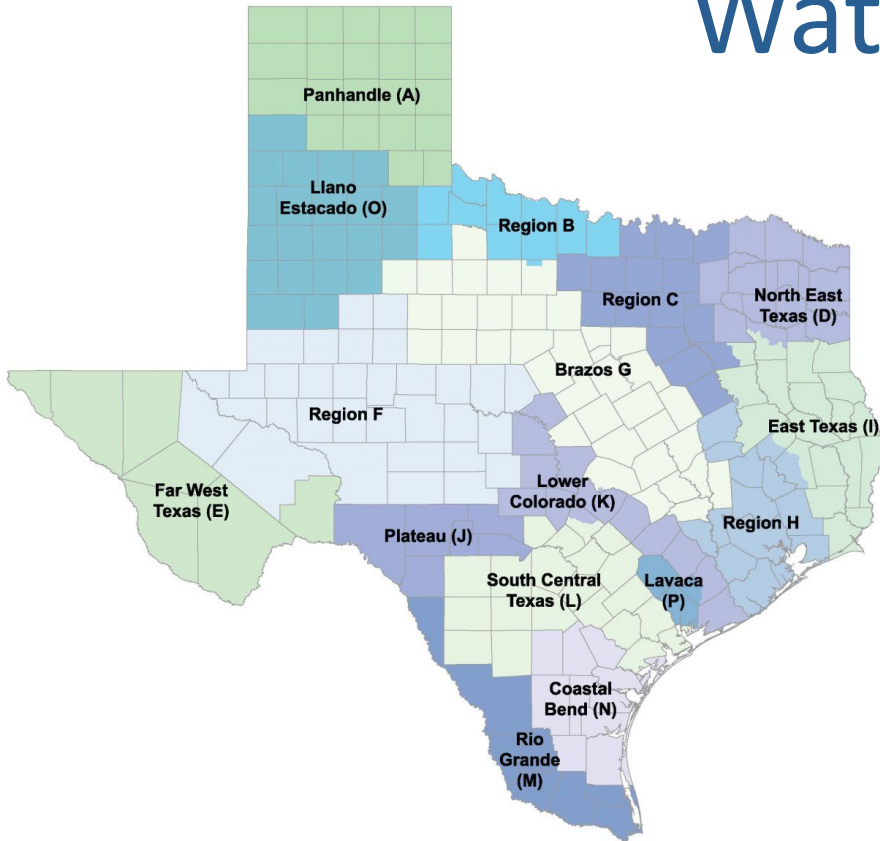 Wat
Panhandle (A)
Llano
Estacado (O)
Region B
Region C
North East
Texas (D)
Brazos G
Region F
East Texas (I)
Lower
Colorado (K)
Far West
Texas (E)
Region H
Plateau (J)
South Central
Texas (L)
Lavaca
(P)
Coastal
Bend (N)
Rio
Grande
(M)